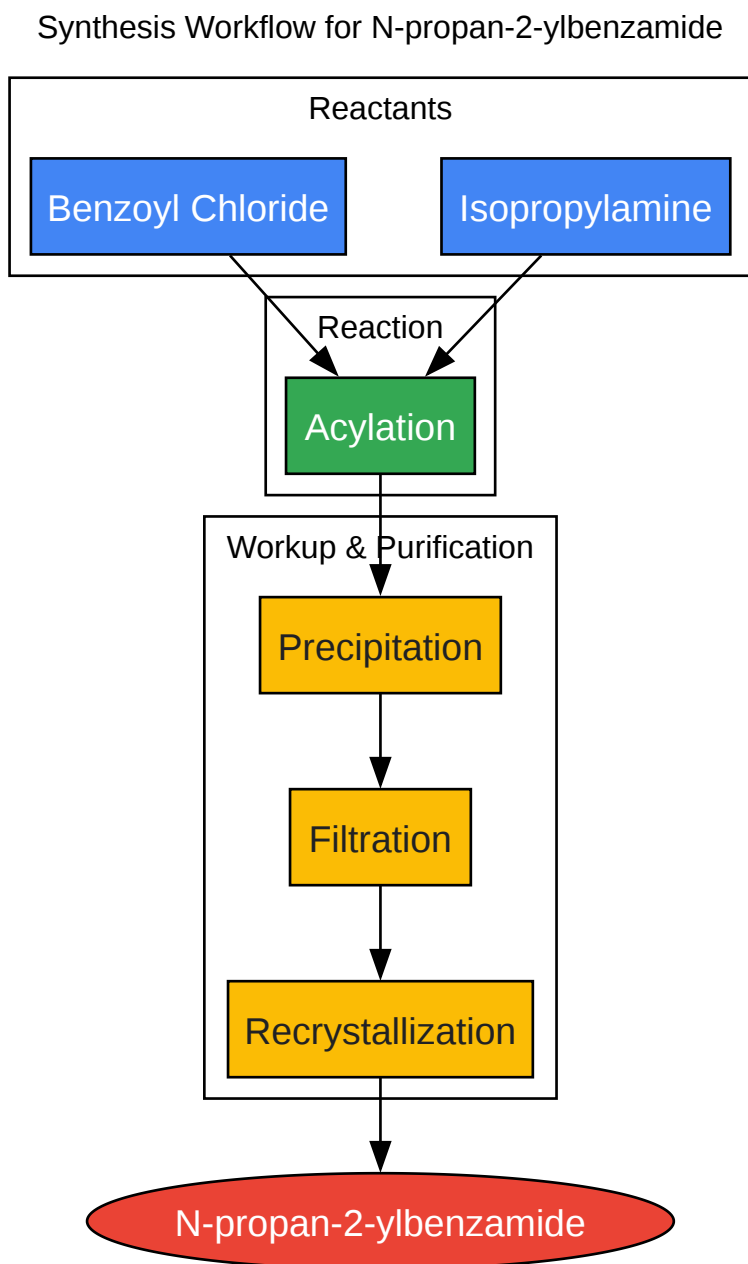 Synthesis Workflow for N-propan-2-ylbenzamide
Reactants
Benzoyl Chloride
Isopropylamine
Reaction
Acylation
Workup & Purification
Precipitation
Filtration
Recrystallization
N-propan-2-ylbenzamide